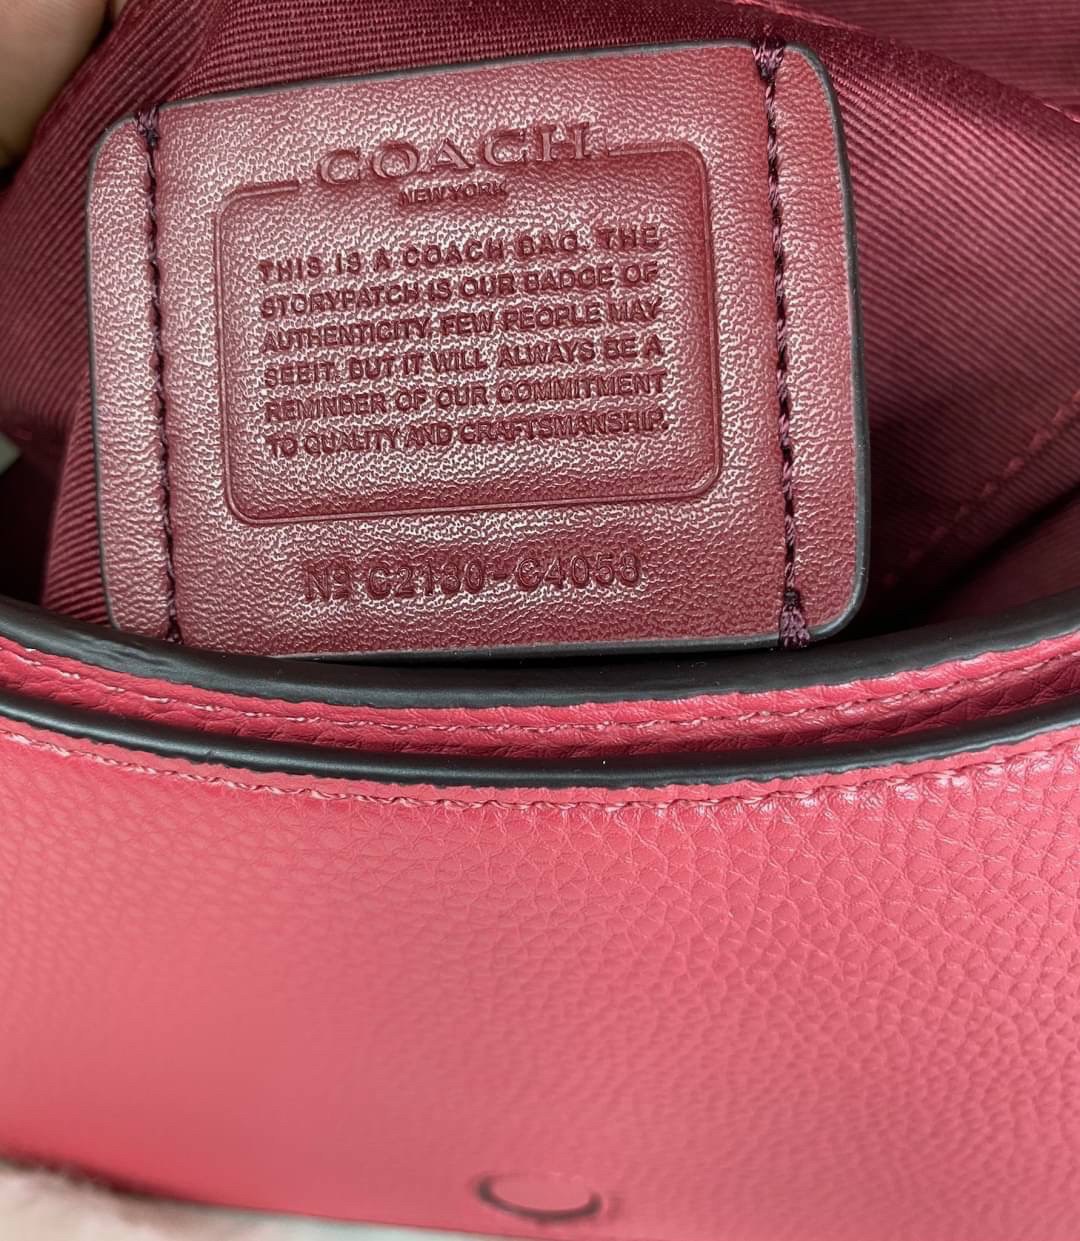 COACH
NEW YORK
THIS IS A COACH BAG. THE
STORYPATCH IS OUR BADGE OF
AUTHENTICITY. FEW PEOPLE MAY
SEE IT. BUT IT WILL ALWAYS BE A
REMINDER OF OUR COMMITMENT
TO QUALITY AND CRAFTSMANSHIP.
Nº C2130-C4058